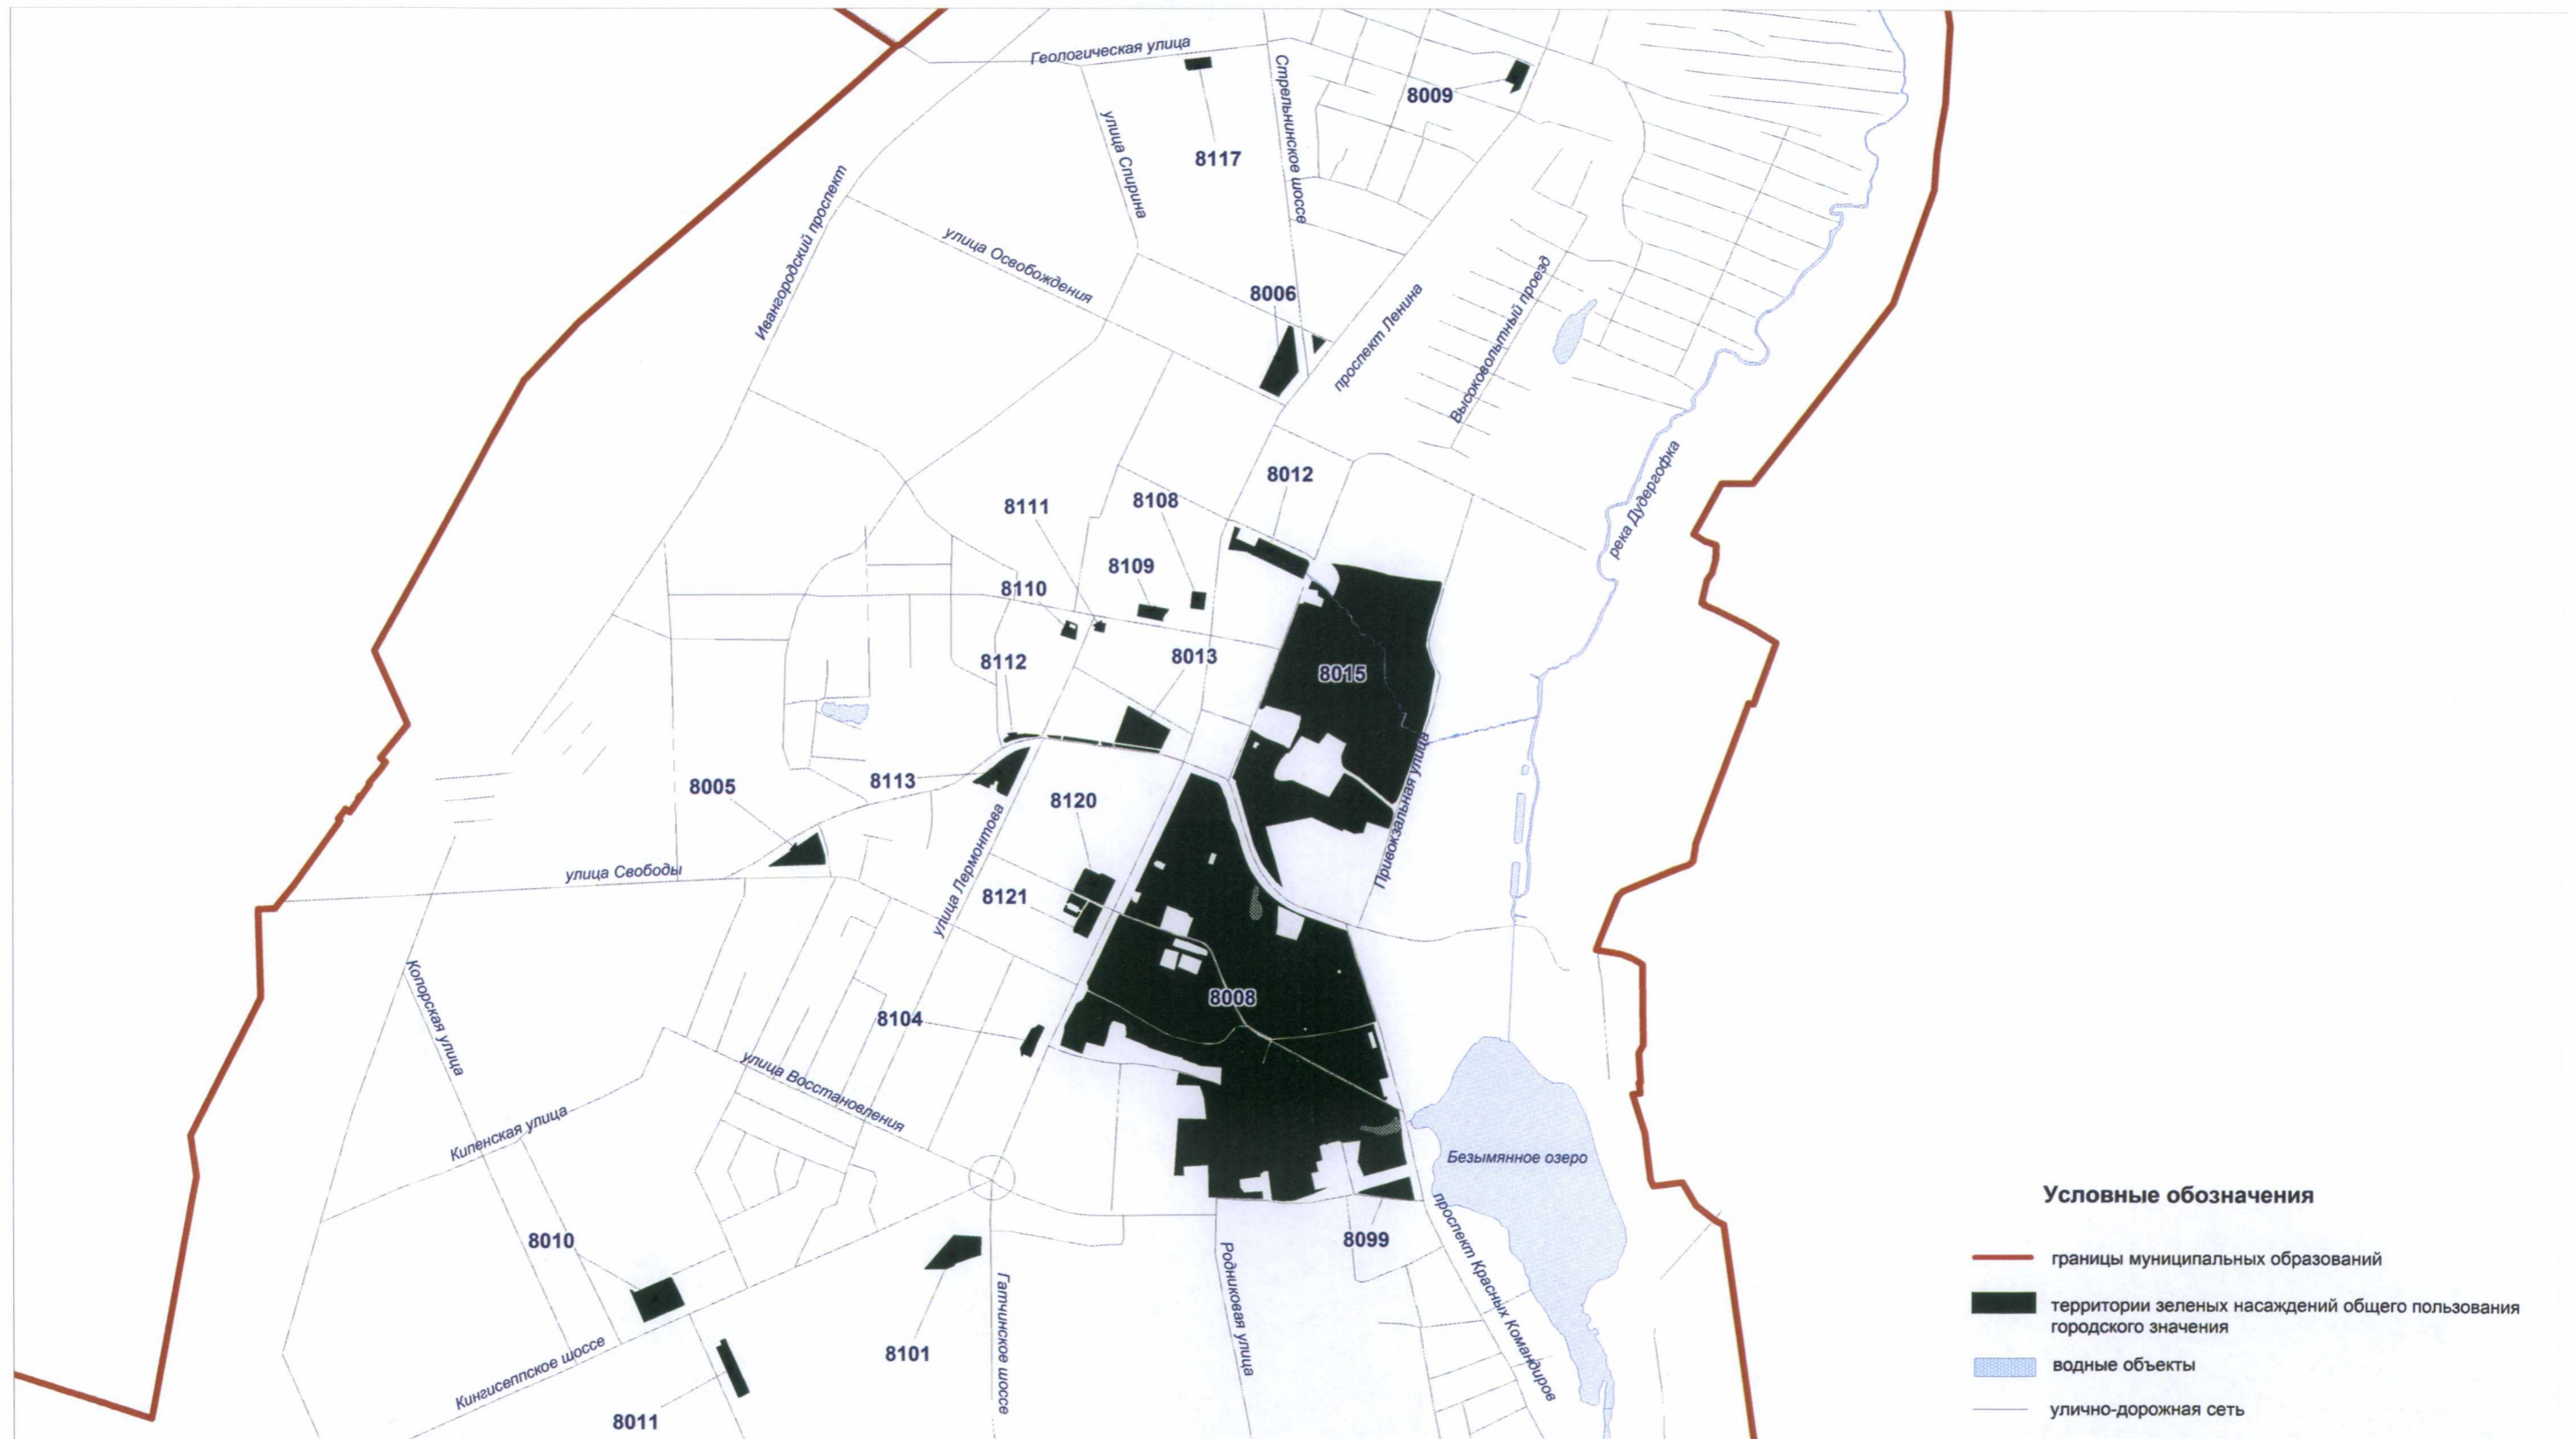 Геологическая улица
Стрельнинское шоссе
8009
улица Спирина
8117
Ивангородский проспект
улица Освобождения
8006
проспект Ленина
Высоковольтный проезд
река Дудергофка
8012
8111
8108
8109
8110
8112
8013
8015
8113
8005
8120
Привокзальная улица
улица Свободы
улица Лермонтова
8121
8008
8104
Копорская улица
улица Восстановления
Кипенская улица
Безымянное озеро
8010
8099
проспект Красных Командиров
Родниковая улица
Гатчинское шоссе
8101
Кингисеппское шоссе
8011
Условные обозначения
границы муниципальных образований
территории зеленых насаждений общего пользования
городского значения
водные объекты
улично-дорожная сеть